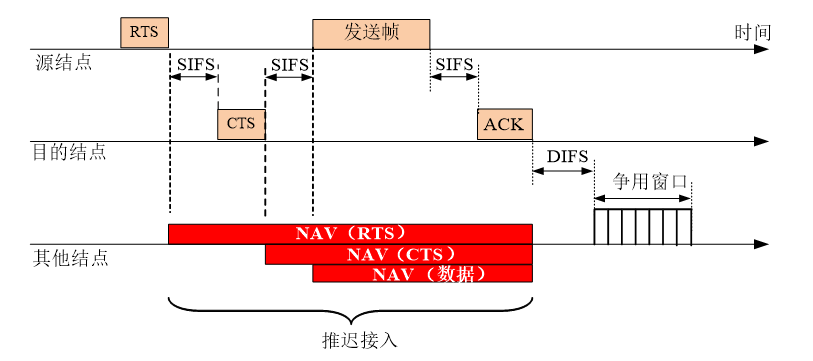 RTS
发送帧
时间
源结点
SIFS
SIFS
SIFS
CTS
ACK
目的结点
DIFS
争用窗口
NAV（RTS）
其他结点
NAV（CTS）
NAV （数据）
推迟接入